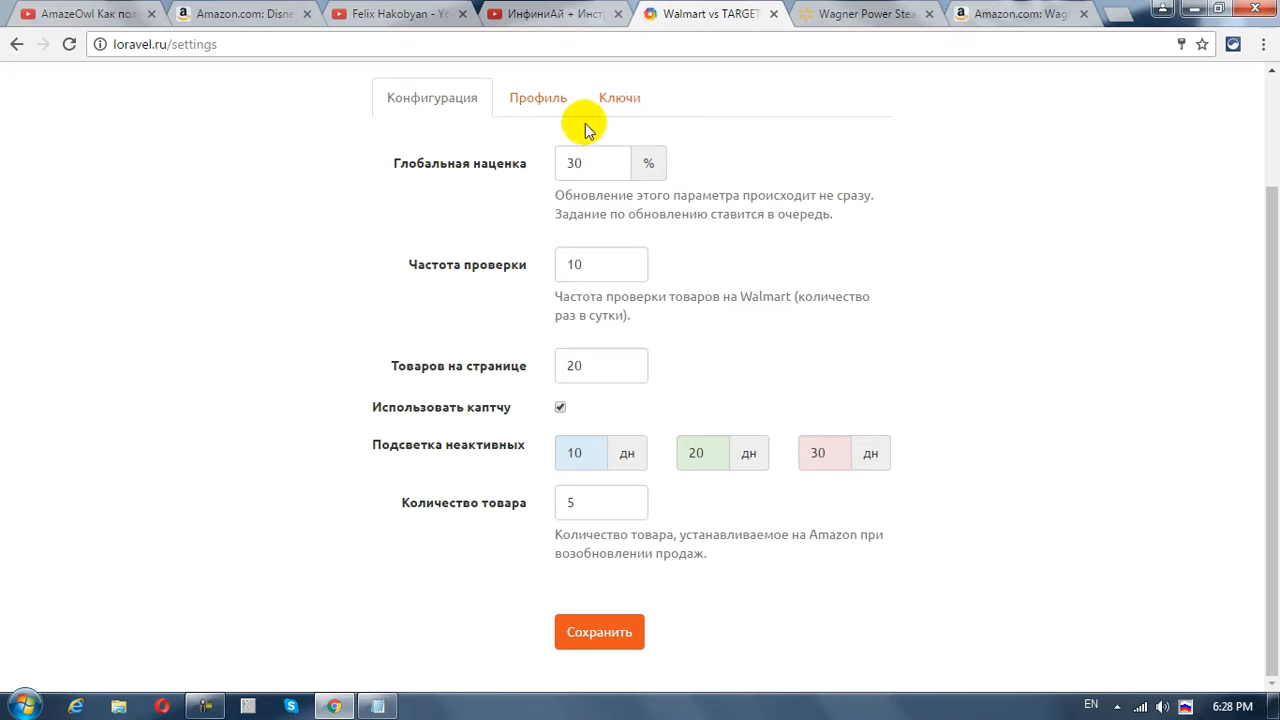 AmazeOwl Как пол
Amazon.com: Disne
Felix Hakobyan - Yo
ИнфиниАй + Инстр
Walmart vs TARGET
Wagner Power Stea
Amazon.com: Wag
loravel.ru/settings
Конфигурация
Профиль
Ключи
Глобальная наценка
30
%
Обновление этого параметра происходит не сразу.
Задание по обновлению ставится в очередь.
Частота проверки
10
Частота проверки товаров на Walmart (количество
раз в сутки).
Товаров на странице
20
Использовать каптчу
Подсветка неактивных
10 дн
20 дн
30 дн
Количество товара
5
Количество товара, устанавливаемое на Amazon при
возобновлении продаж.
Сохранить
EN
6:28 PM